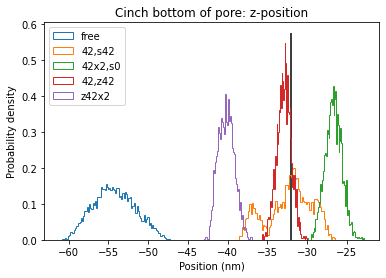 Cinch bottom of pore: z-position
0.6
0.5
0.4
0.3
0.2
0.1
0.0
Probability density
free
42,s42
42x2,s0
42,z42
z42x2
−60 −55 −50 −45 −40 −35 −30 −25
Position (nm)